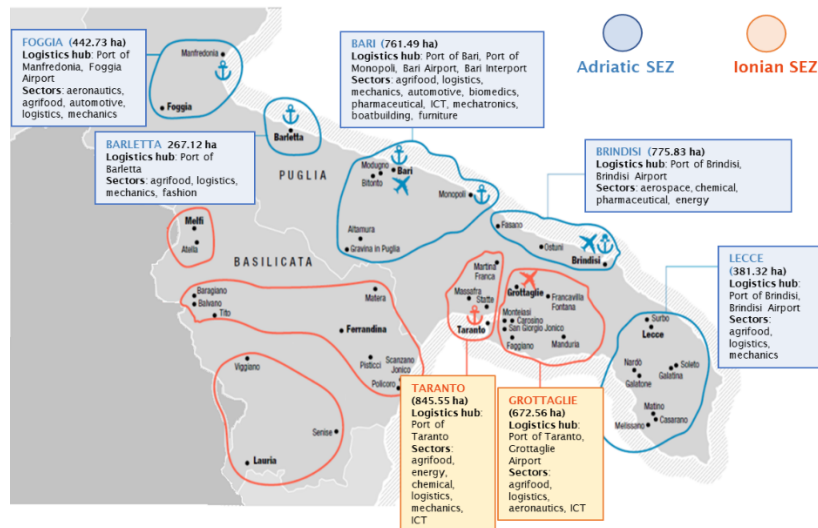 FOGGIA (442.73 ha)
Logistics hub: Port of
Manfredonia, Foggia
Airport
Sectors: aeronautics,
agrifood, automotive,
logistics, mechanics
BARI (761.49 ha)
Logistics hub: Port of Bari, Port of
Monopoli, Bari Airport, Bari Interport
Sectors: agrifood, logistics,
mechanics, automotive, biomedics,
pharmaceutical, ICT, mechatronics,
boatbuilding, furniture
Adriatic SEZ
Ionian SEZ
BARLETTA 267.12 ha
Logistics hub: Port of
Barletta
Sectors: agrifood, logistics,
mechanics, fashion
BRINDISI (775.83 ha)
Logistics hub: Port of Brindisi,
Brindisi Airport
Sectors: aerospace, chemical,
pharmaceutical, energy
LECCE
(381.32 ha)
Logistics hub:
Port of Brindisi,
Brindisi Airport
Sectors:
agrifood,
logistics,
mechanics
TARANTO
(845.55 ha)
Logistics hub:
Port of
Taranto
Sectors:
agrifood,
energy,
chemical,
logistics,
mechanics,
ICT
GROTTAGLIE
(672.56 ha)
Logistics hub:
Port of Taranto,
Grottaglie
Airport
Sectors:
agrifood,
logistics,
aeronautics, ICT
Manfredonia
Foggia
Barletta
PUGLIA
Modugno
Bari
Bitonto
Monopoli
Altamura
Gravina in Puglia
Fasano
Ostuni
Brindisi
Melfi
Atella
BASILICATA
Baragiano
Balvano
Tito
Matera
Ferrandina
Pisticci
Scanzano
Jonico
Policoro
Viggiano
Senise
Lauria
Martina
Franca
Massafra
Statte
Taranto
Grottaglie
Francavilla
Fontana
Monteiasi
Carosino
San Giorgio Jonico
Faggiano
Manduria
Surbo
Lecce
Nardò
Galatone
Soleto
Galatina
Matino
Casarano
Melissano